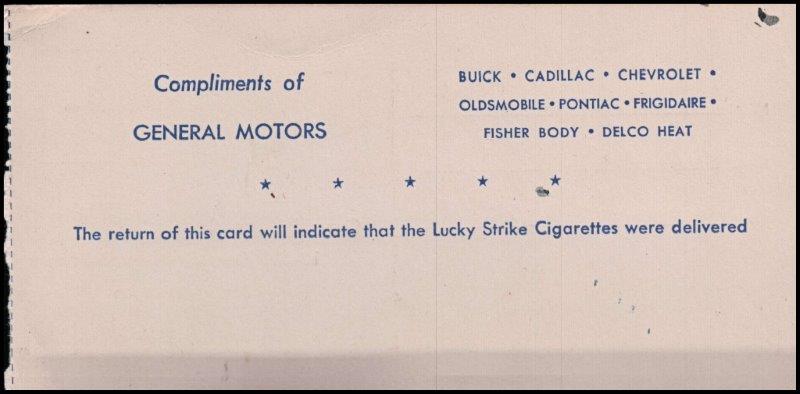 Compliments of
GENERAL MOTORS
BUICK • CADILLAC • CHEVROLET •
OLDSMOBILE • PONTIAC • FRIGIDAIRE •
FISHER BODY • DELCO HEAT
★ ★ ★ ★ ★
The return of this card will indicate that the Lucky Strike Cigarettes were delivered